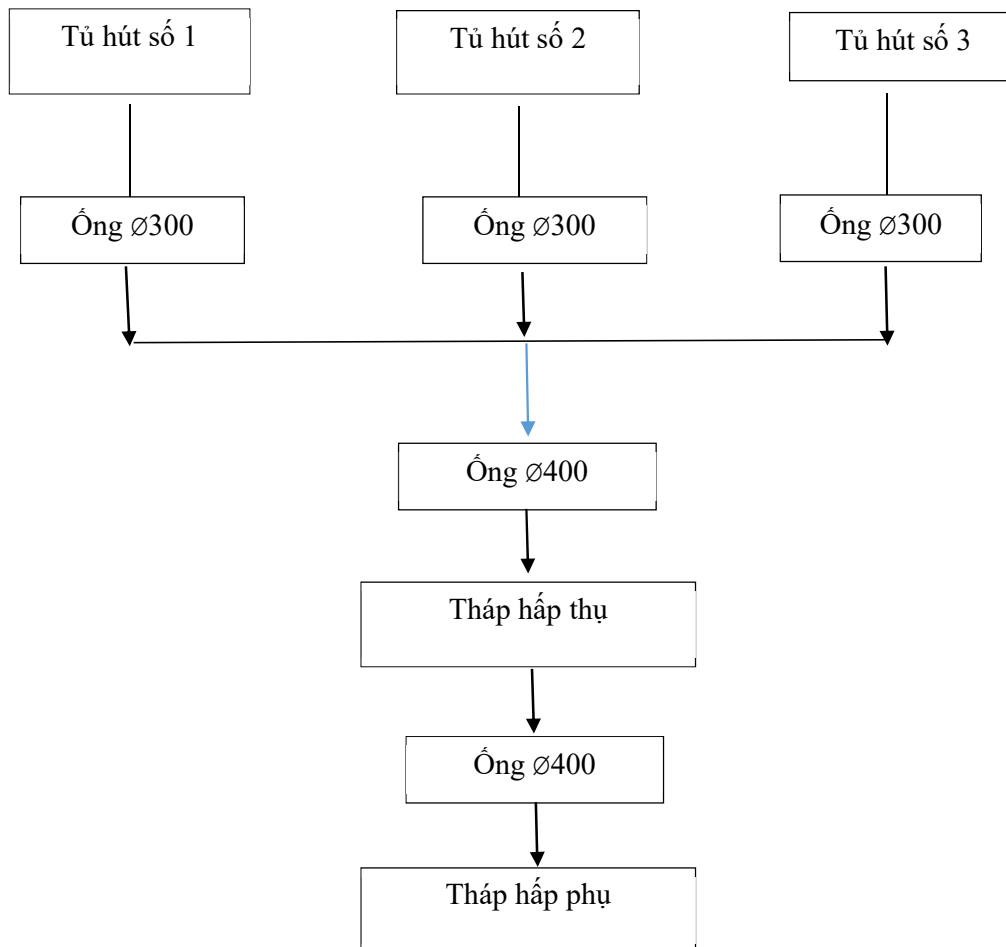 Tủ hút số 1
Tủ hút số 2
Tủ hút số 3
Ống ∅300
Ống ∅300
Ống ∅300
Ống ∅400
Tháp hấp thụ
Ống ∅400
Tháp hấp phụ